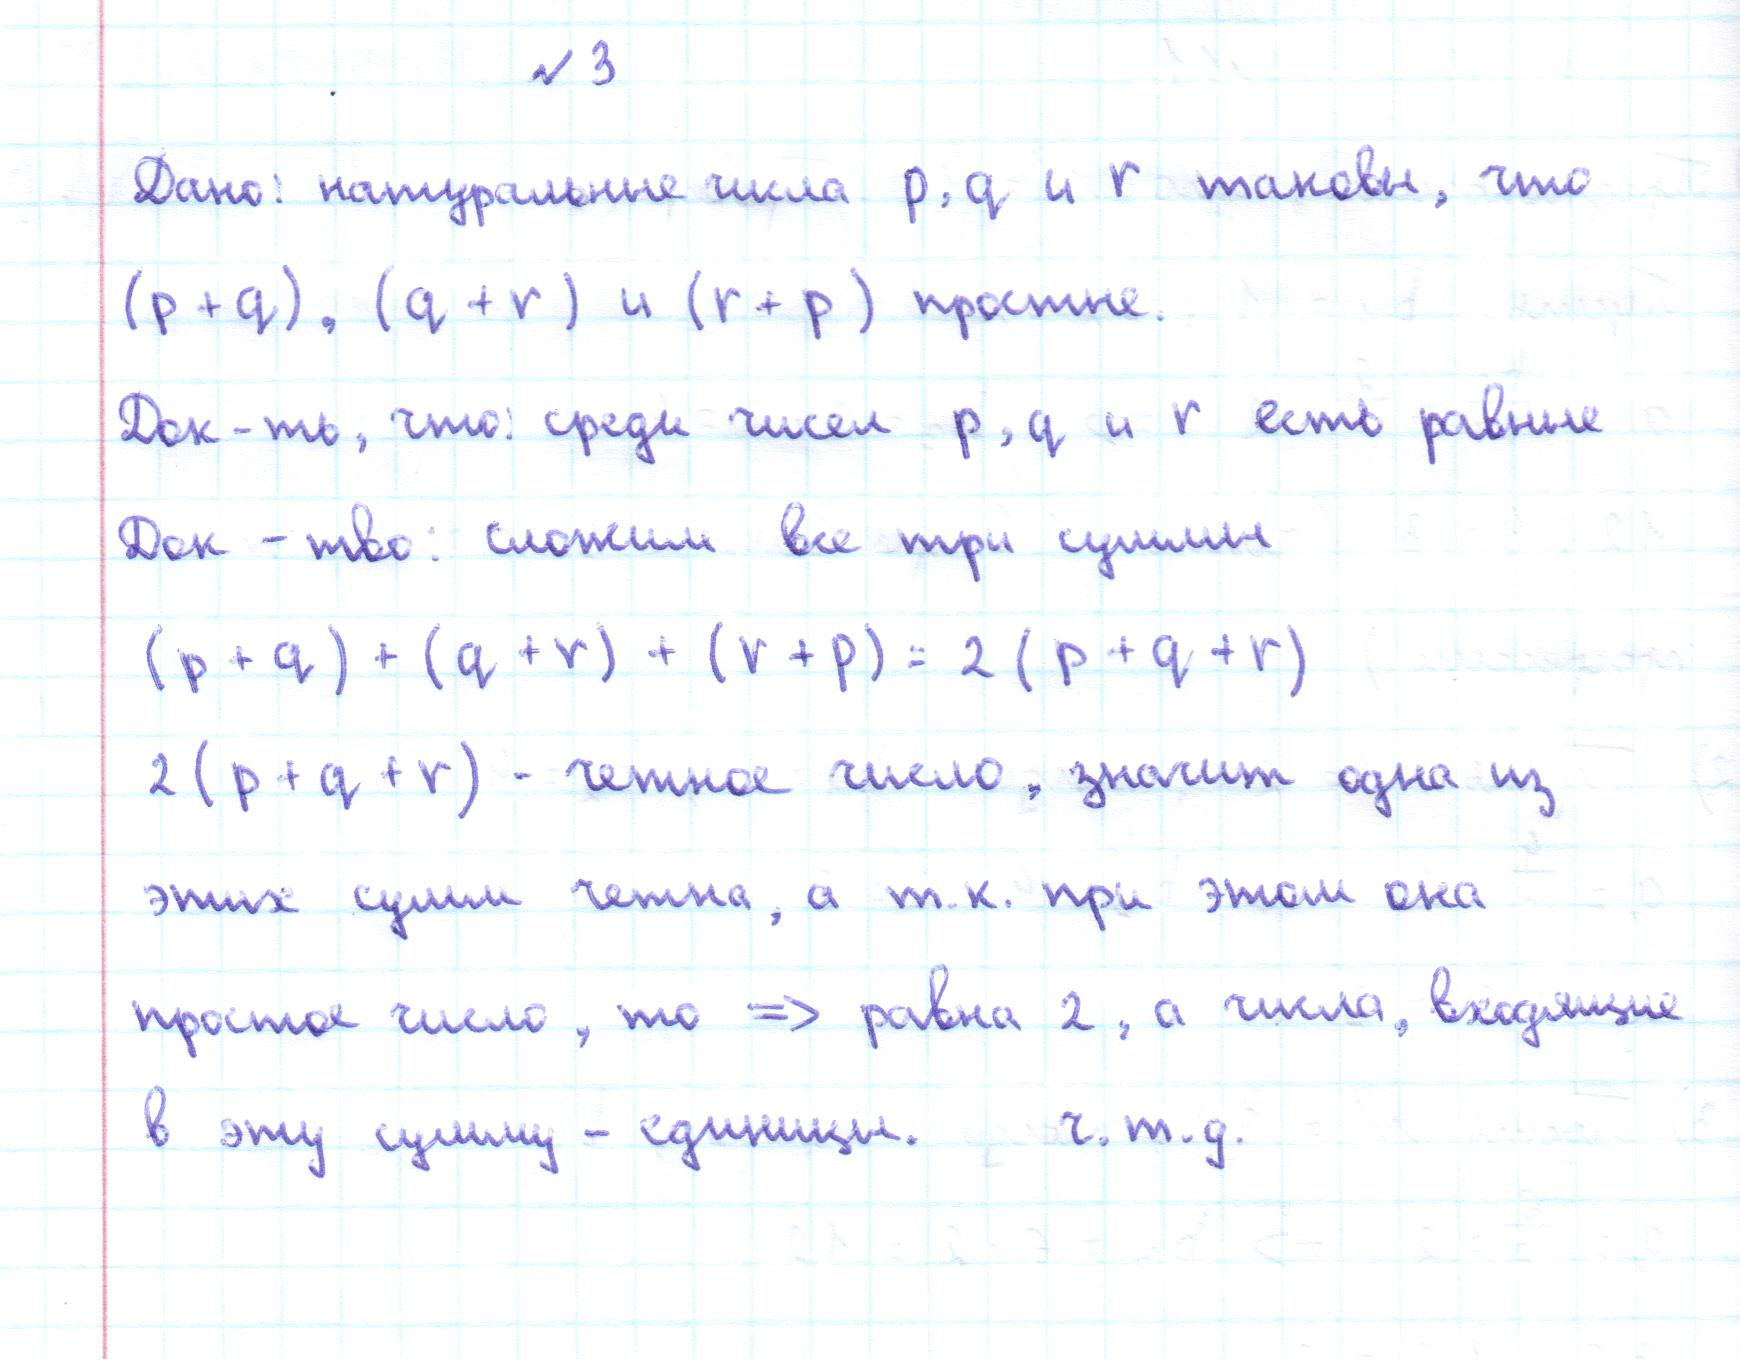 №3
Дано: натуральные числа p, q и r таковы, что
(p+q), (q+r) и (r+p) простые.
Док-ть, что: среди чисел p, q и r есть равные
Док-тво: сложим все три суммы
(p+q)+(q+r)+(r+p)=2(p+q+r)
2(p+q+r) - четное число, значит одна из
этих сумм четна, а т.к. при этом она
простое число, то => равна 2, а числа, входящие
в эту сумму - единицы. ч.т.д.